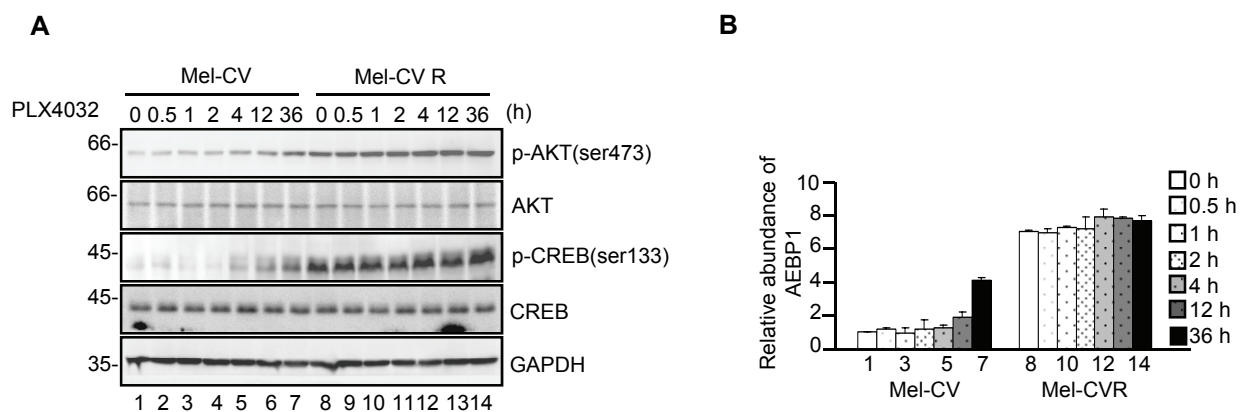 A
Mel-CV Mel-CV R
PLX4032 0 0.5 1 2 4 12 36 0 0.5 1 2 4 12 36 (h)
66- p-AKT(ser473)
66- AKT
45- p-CREB(ser133)
45- CREB
35- GAPDH
1 2 3 4 5 6 7 8 9 10 11 12 13 14
B
Relative abundance of
AEBP1
10
8
6
4
2
0
1 3 5 7 8 10 12 14
Mel-CV Mel-CVR
0 h
0.5 h
1 h
2 h
4 h
12 h
36 h